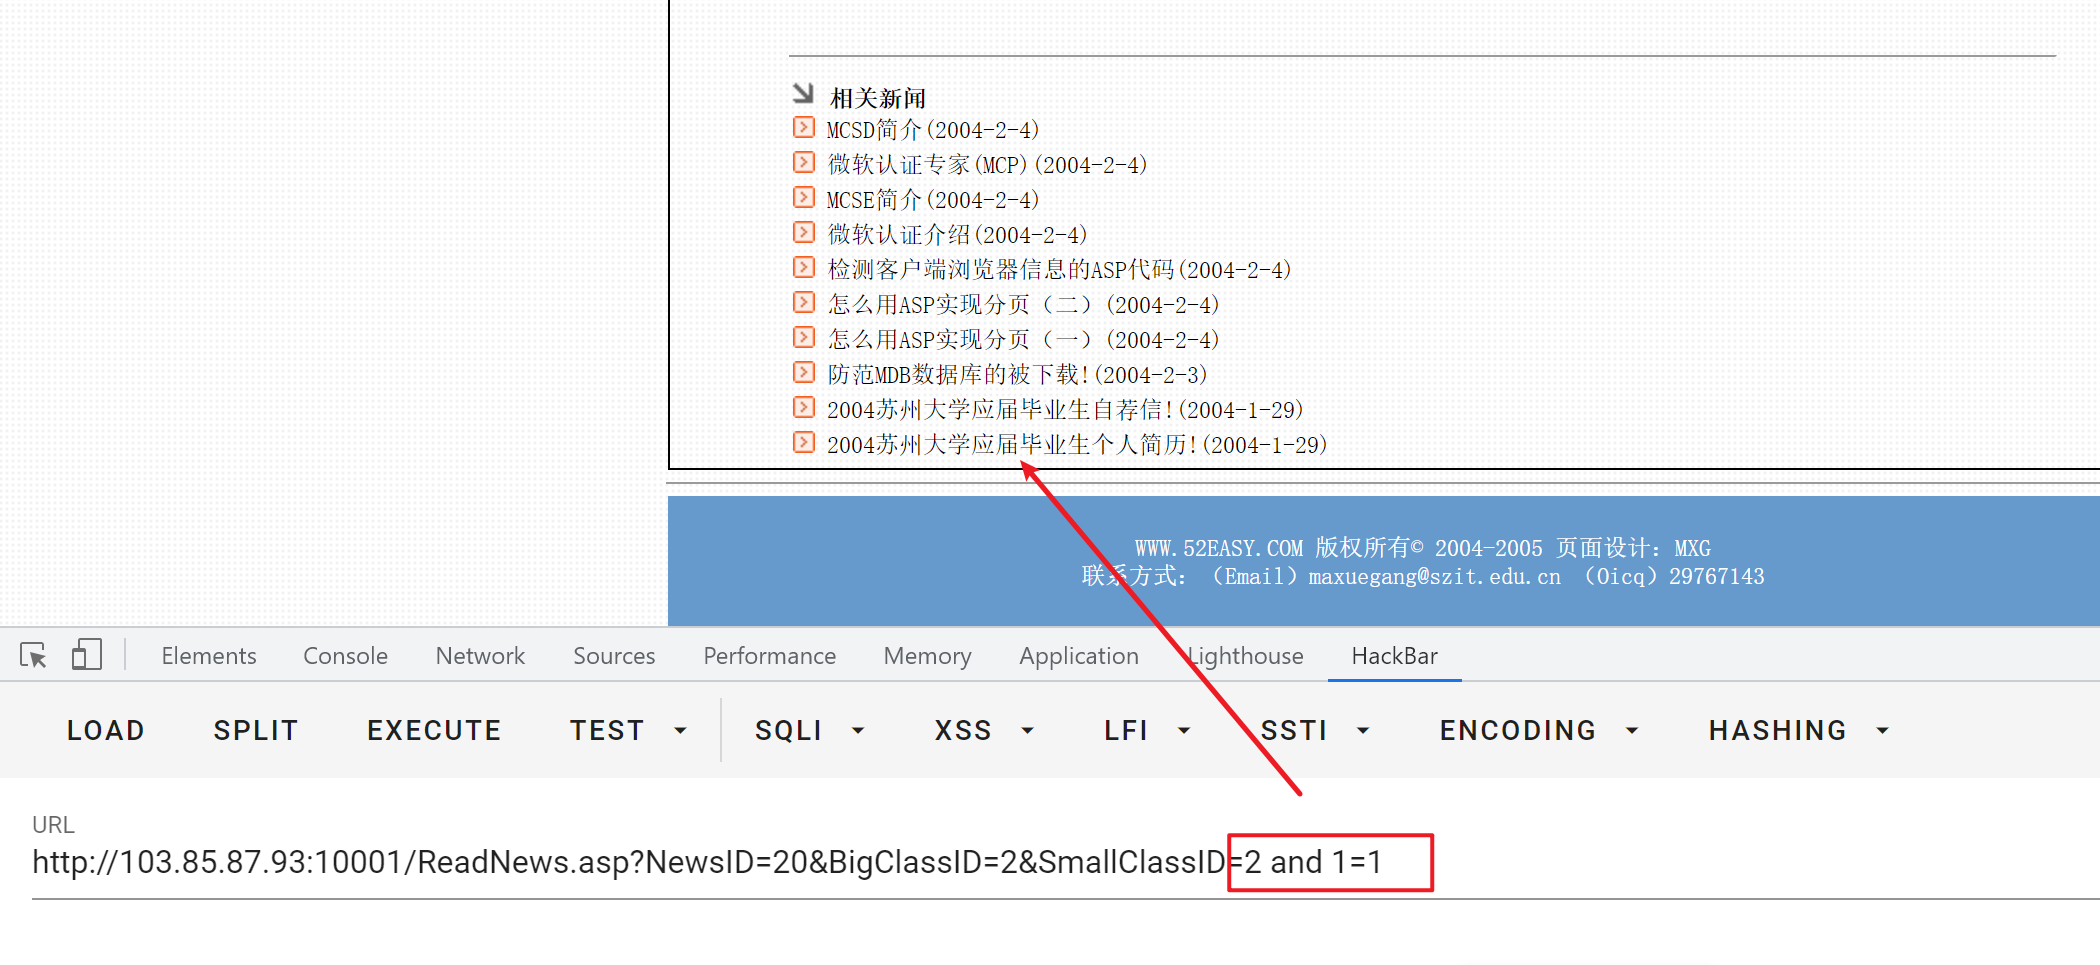 相关新闻
MCSD简介(2004-2-4)
微软认证专家(MCP)(2004-2-4)
MCSE简介(2004-2-4)
微软认证介绍(2004-2-4)
检测客户端浏览器信息的ASP代码(2004-2-4)
怎么用ASP实现分页（二）(2004-2-4)
怎么用ASP实现分页（一）(2004-2-4)
防范MDB数据库的被下载!(2004-2-3)
2004苏州大学应届毕业生自荐信!(2004-1-29)
2004苏州大学应届毕业生个人简历!(2004-1-29)
WWW.52EASY.COM 版权所有© 2004-2005 页面设计：MXG
联系方式：（Email）maxuegang@szit.edu.cn （Oicq）29767143
Elements Console Network Sources Performance Memory Application Lighthouse HackBar
LOAD SPLIT EXECUTE TEST SQLI XSS LFI SSTI ENCODING HASHING
URL
http://103.85.87.93:10001/ReadNews.asp?NewsID=20&BigClassID=2&SmallClassID=2 and 1=1